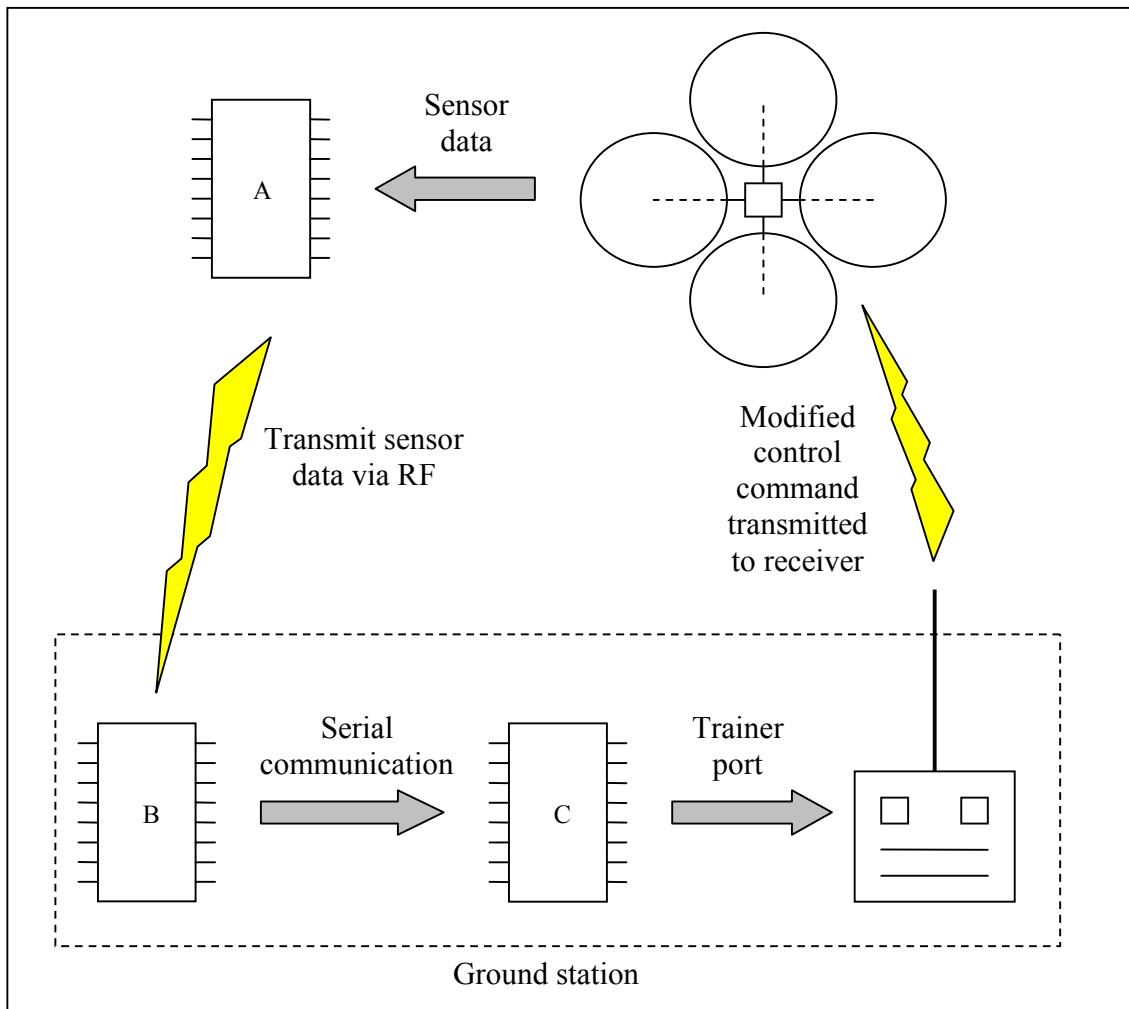 Sensor
data
A
Transmit sensor
data via RF
Modified
control
command
transmitted
to receiver
Serial
communication
Trainer
port
B
C
Ground station